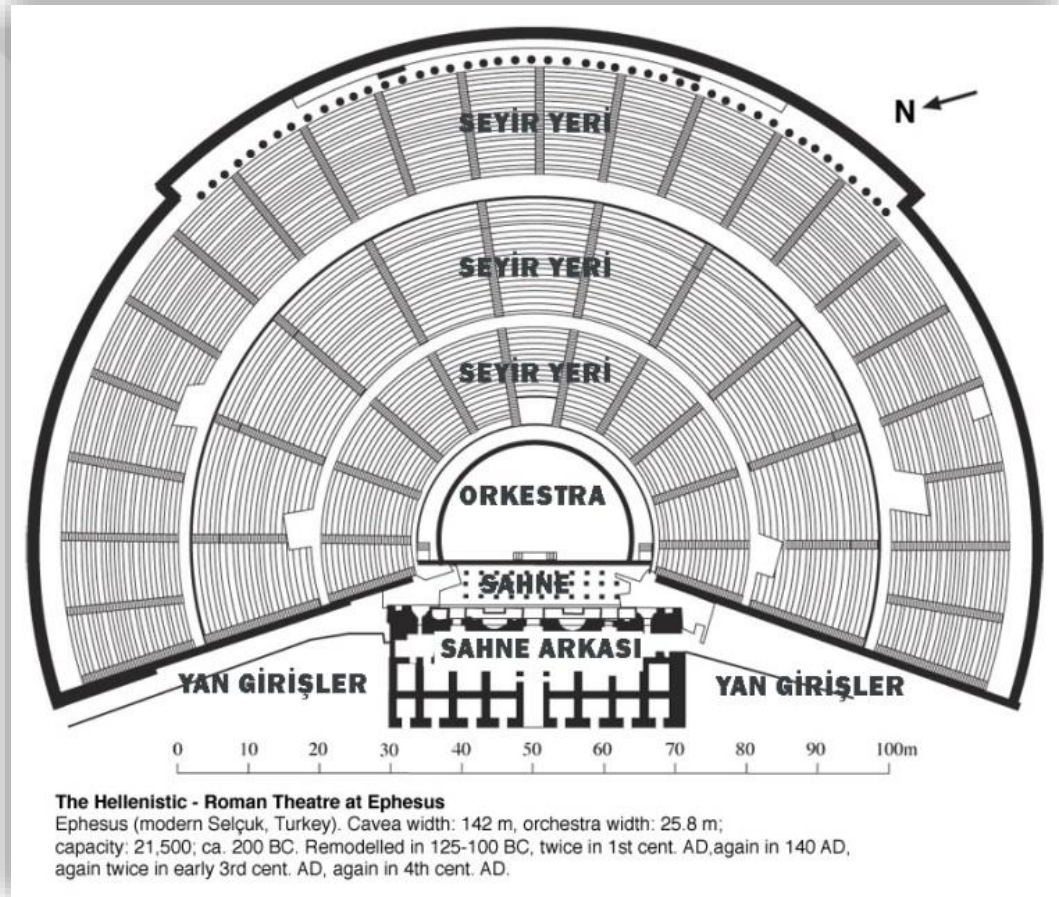 SEYİR YERİ
N
SEYİR YERİ
SEYİR YERİ
ORKESTRA
SAHNE
SAHNE ARKASI
YAN GİRİŞLER
YAN GİRİŞLER
0 10 20 30 40 50 60 70 80 90 100m
The Hellenistic - Roman Theatre at Ephesus
Ephesus (modern Selçuk, Turkey). Cavea width: 142 m, orchestra width: 25.8 m;
capacity: 21,500; ca. 200 BC. Remodelled in 125-100 BC, twice in 1st cent. AD,again in 140 AD,
again twice in early 3rd cent. AD, again in 4th cent. AD.